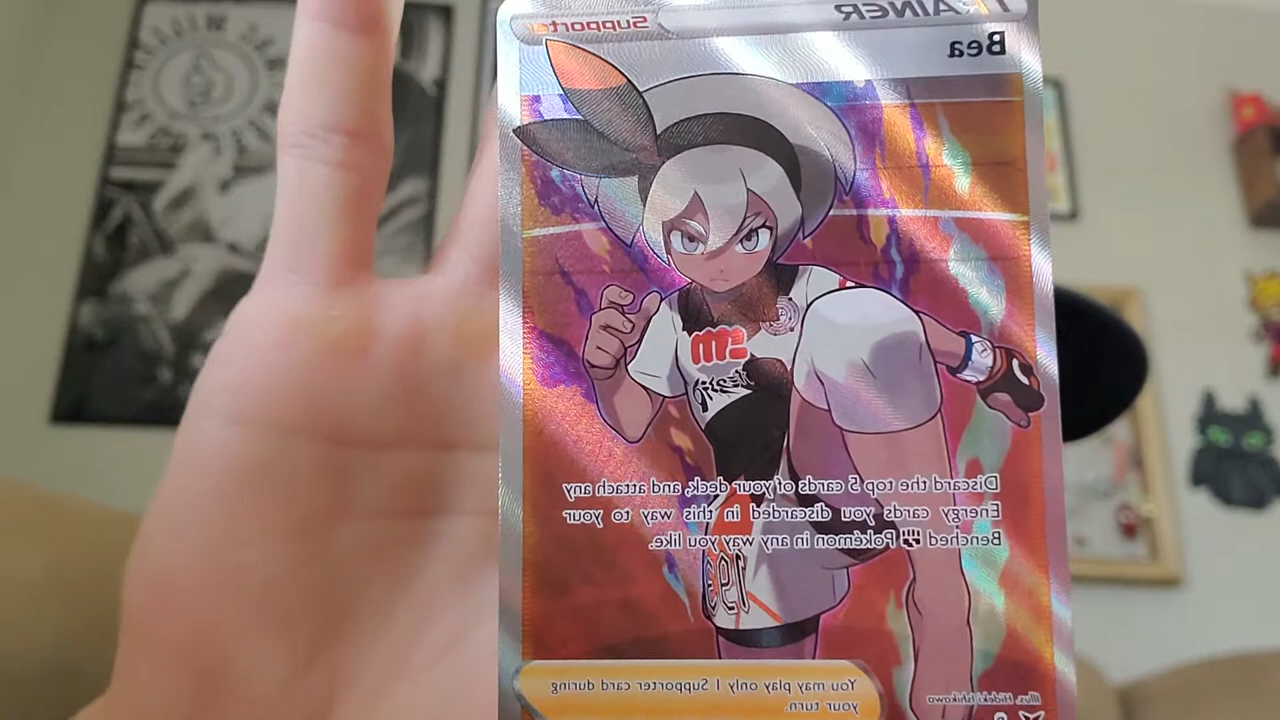 TRAINER
Supporter
Bea
193
Discard the top 5 cards of your deck, and attach any
Energy cards you discarded in this way to your
Benched Pokémon in any way you like.
You may play only 1 Supporter card during
your turn.
Illus. Hideki Ishikawa